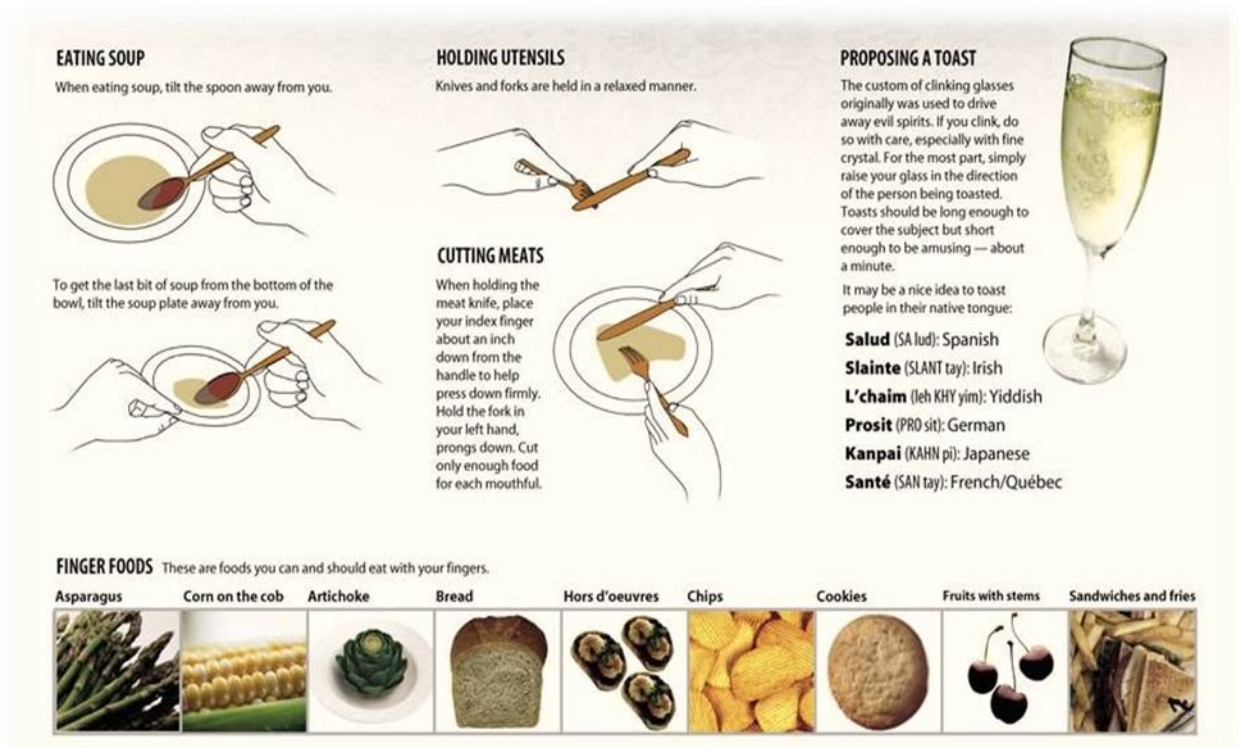 EATING SOUP
When eating soup, tilt the spoon away from you.
To get the last bit of soup from the bottom of the
bowl, tilt the soup plate away from you.
HOLDING UTENSILS
Knives and forks are held in a relaxed manner.
CUTTING MEATS
When holding the
meat knife, place
your index finger
about an inch
down from the
handle to help
press down firmly.
Hold the fork in
your left hand,
prongs down. Cut
only enough food
for each mouthful.
PROPOSING A TOAST
The custom of clinking glasses
originally was used to drive
away evil spirits. If you clink, do
so with care, especially with fine
crystal. For the most part, simply
raise your glass in the direction
of the person being toasted.
Toasts should be long enough to
cover the subject but short
enough to be amusing — about
a minute.
It may be a nice idea to toast
people in their native tongue:
Salud (SA lud): Spanish
Slainte (SLANT tay): Irish
L'chaim (leh KHY yim): Yiddish
Prosit (PRO sit): German
Kanpai (KAHN pi): Japanese
Santé (SAN tay): French/Québec
FINGER FOODS These are foods you can and should eat with your fingers.
Asparagus Corn on the cob Artichoke Bread Hors d'oeuvres Chips Cookies Fruits with stems Sandwiches and fries